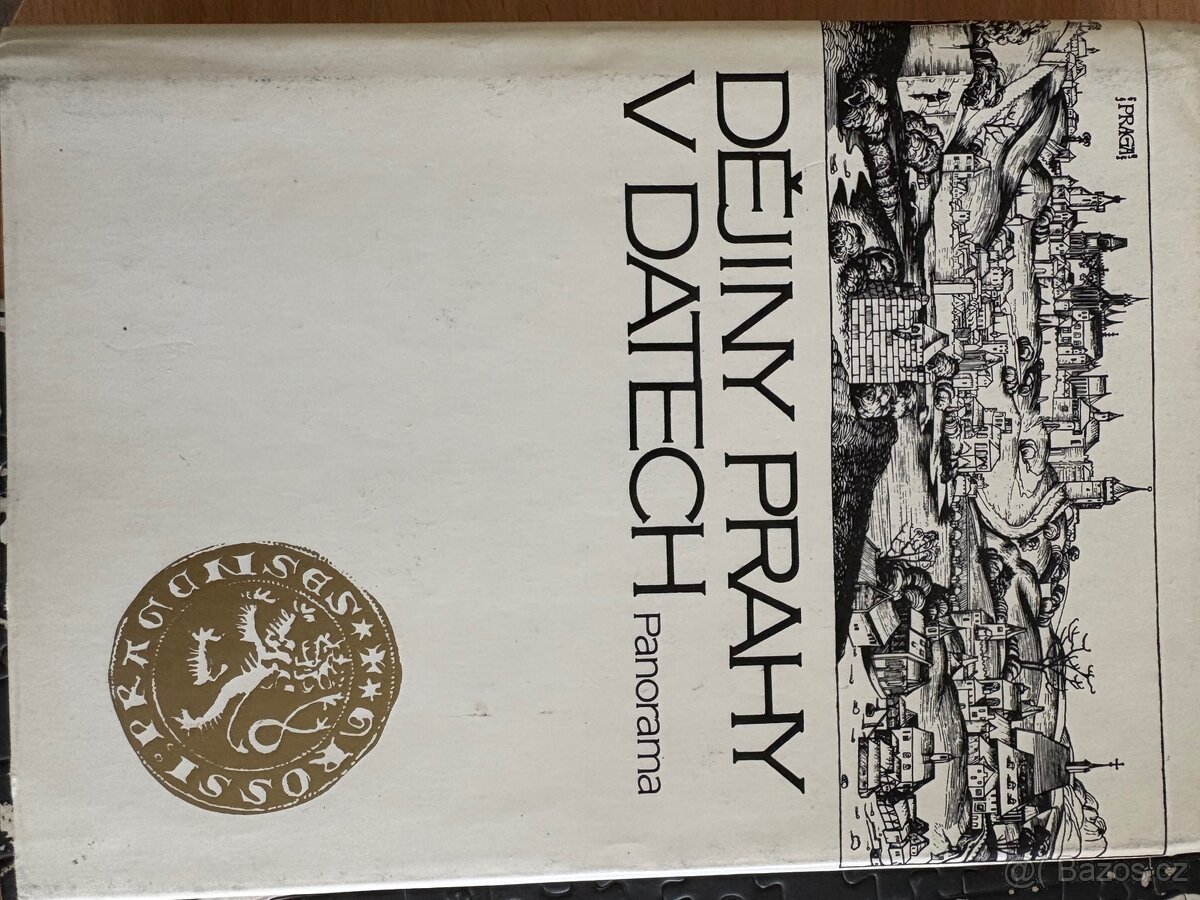 PRAGA
DĚJINY PRAHY
V DATECH Panorama
GROSSI PRAGENSES
@ Bazos.cz